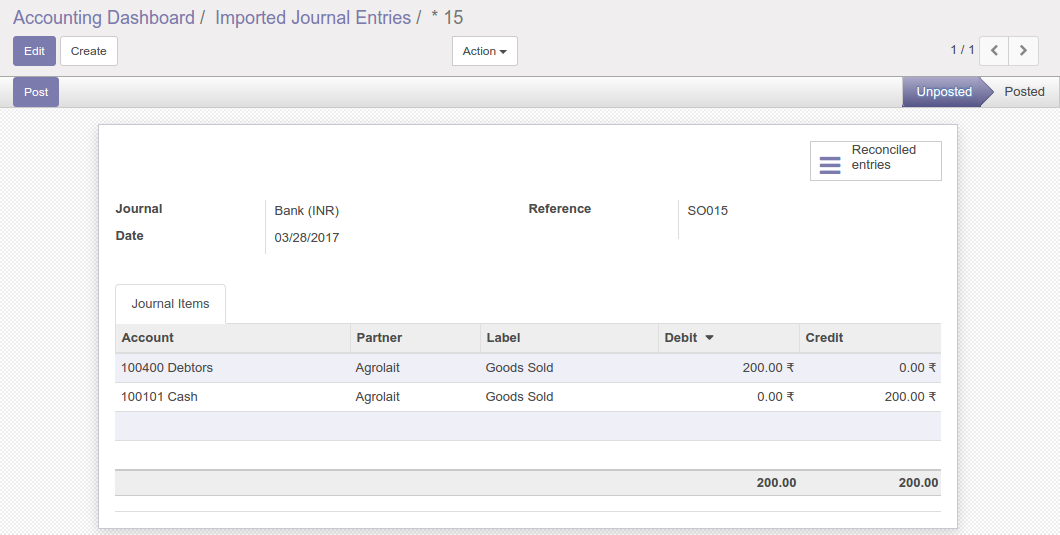 Accounting Dashboard / Imported Journal Entries / * 15
Edit Create Action 1 / 1
Post Unposted Posted
Reconciled
entries
Journal Bank (INR) Reference SO015
Date 03/28/2017
Journal Items
Account Partner Label Debit Credit
100400 Debtors Agrolait Goods Sold 200.00 ₹ 0.00 ₹
100101 Cash Agrolait Goods Sold 0.00 ₹ 200.00 ₹
200.00 200.00